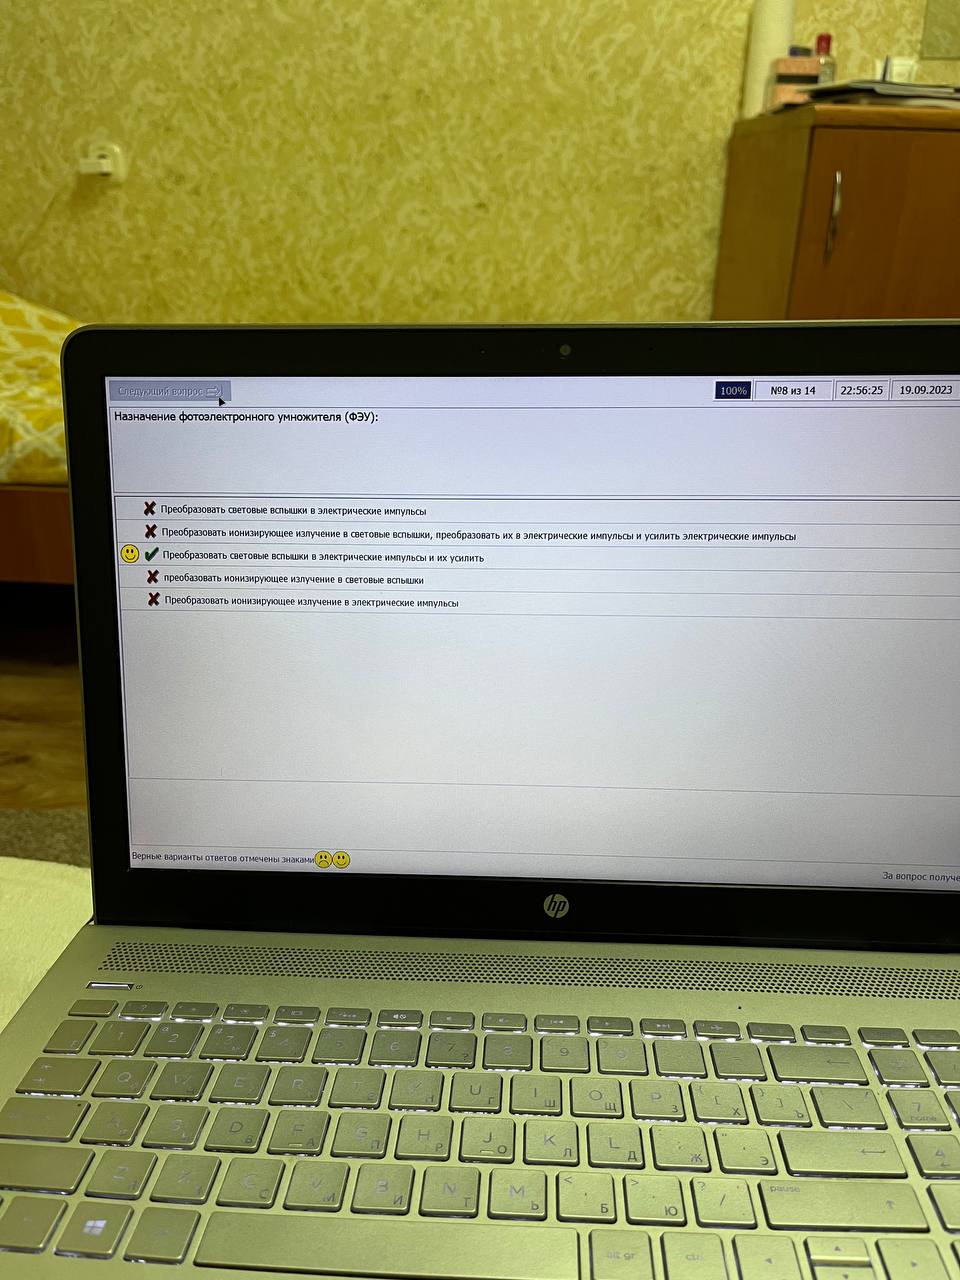 Следующий вопрос
100%
№8 из 14
22:56:25
19.09.2023
Назначение фотоэлектронного умножителя (ФЭУ):
Преобразовать световые вспышки в электрические импульсы
Преобразовать ионизирующее излучение в световые вспышки, преобразовать их в электрические импульсы и усилить электрические импульсы
Преобразовать световые вспышки в электрические импульсы и их усилить
преобазовать ионизирующее излучение в световые вспышки
Преобразовать ионизирующее излучение в электрические импульсы
Верные варианты ответов отмечены знаками
За вопрос получе
hp